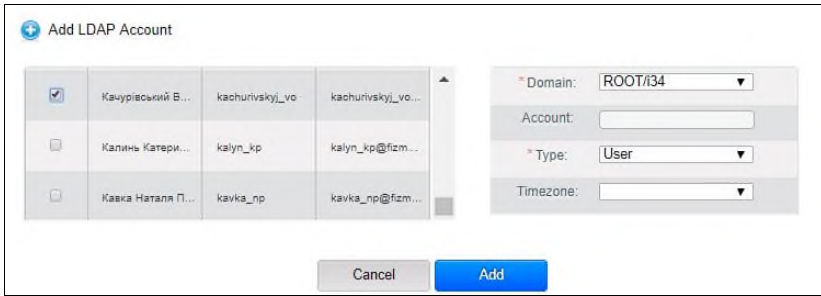 Add LDAP Account
Качурівський В... kachurivskyj_vo kachurivskyj_vo...
Калинь Катери... kalyn_kp kalyn_kp@fizm...
Кавка Наталя П... kavka_np kavka_np@fizm...
*Domain: ROOT/i34
Account:
*Type: User
Timezone:
Cancel Add